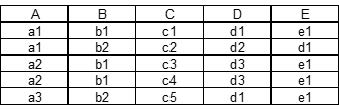 A B C D E
a1 b1 c1 d1 e1
a1 b2 c2 d2 d1
a2 b1 c3 d3 e1
a2 b1 c4 d3 e1
a3 b2 c5 d1 e1